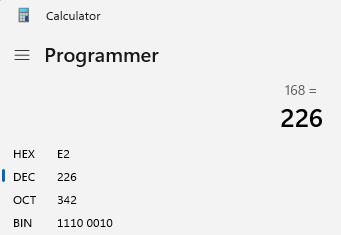 Calculator
Programmer
168 =
226
HEX E2
DEC 226
OCT 342
BIN 1110 0010